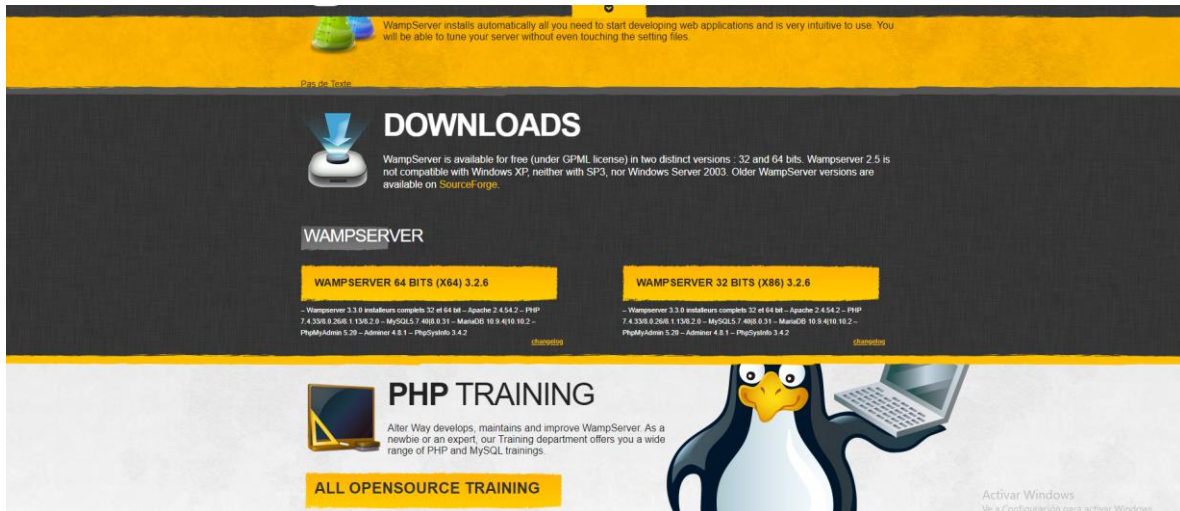 WampServer installs automatically all you need to start developing web applications and is very intuitive to use. You
will be able to tune your server without even touching the setting files.
Pas de Texte
DOWNLOADS
WampServer is available for free (under GPML license) in two distinct versions : 32 and 64 bits. Wampserver 2.5 is
not compatible with Windows XP, neither with SP3, nor Windows Server 2003. Older WampServer versions are
available on SourceForge.
WAMPSERVER
WAMPSERVER 64 BITS (X64) 3.2.6
– Wampserver 3.3.0 installeurs complets 32 et 64 bit – Apache 2.4.54.2 – PHP
7.4.33/8.0.26/8.1.13/8.2.0 – MySQL5.7.40|8.0.31 – MariaDB 10.9.4|10.10.2 –
PhpMyAdmin 5.20 – Adminer 4.8.1 – PhpSysInfo 3.4.2
changelog
WAMPSERVER 32 BITS (X86) 3.2.6
– Wampserver 3.3.0 installeurs complets 32 et 64 bit – Apache 2.4.54.2 – PHP
7.4.33/8.0.26/8.1.13/8.2.0 – MySQL5.7.40|8.0.31 – MariaDB 10.9.4|10.10.2 –
PhpMyAdmin 5.20 – Adminer 4.8.1 – PhpSysInfo 3.4.2
changelog
PHP TRAINING
Alter Way develops, maintains and improve WampServer. As a
newbie or an expert, our Training department offers you a wide
range of PHP and MySQL trainings.
ALL OPENSOURCE TRAINING
Activar Windows
Ve a Configuración para activar Windows.